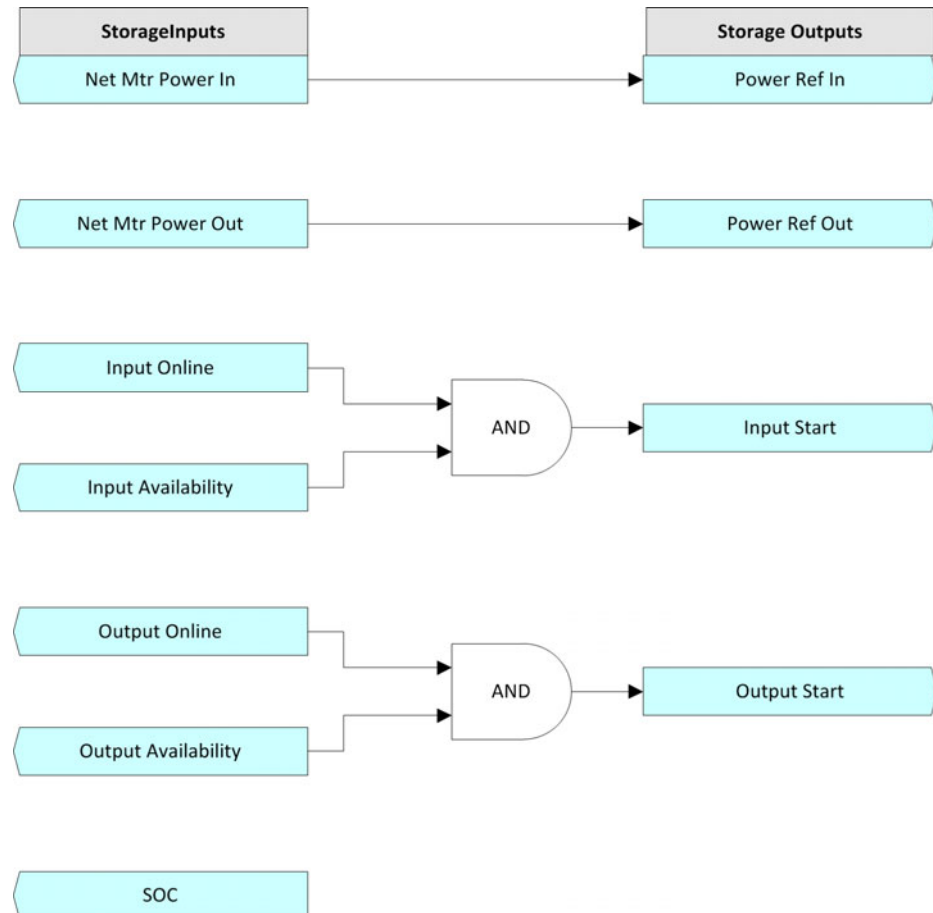 StorageInputs
Storage Outputs
Net Mtr Power In
Power Ref In
Net Mtr Power Out
Power Ref Out
Input Online
AND
Input Start
Input Availability
Output Online
AND
Output Start
Output Availability
SOC